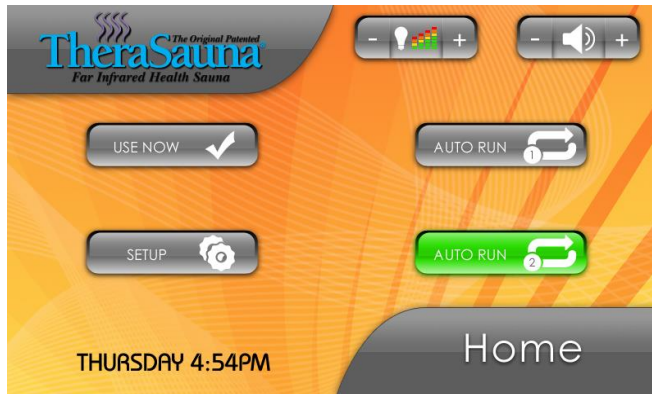 The Original Patented
TheraSauna
Far Infrared Health Sauna
- +
- +
USE NOW
AUTO RUN 1
SETUP
AUTO RUN 2
THURSDAY 4:54PM
Home